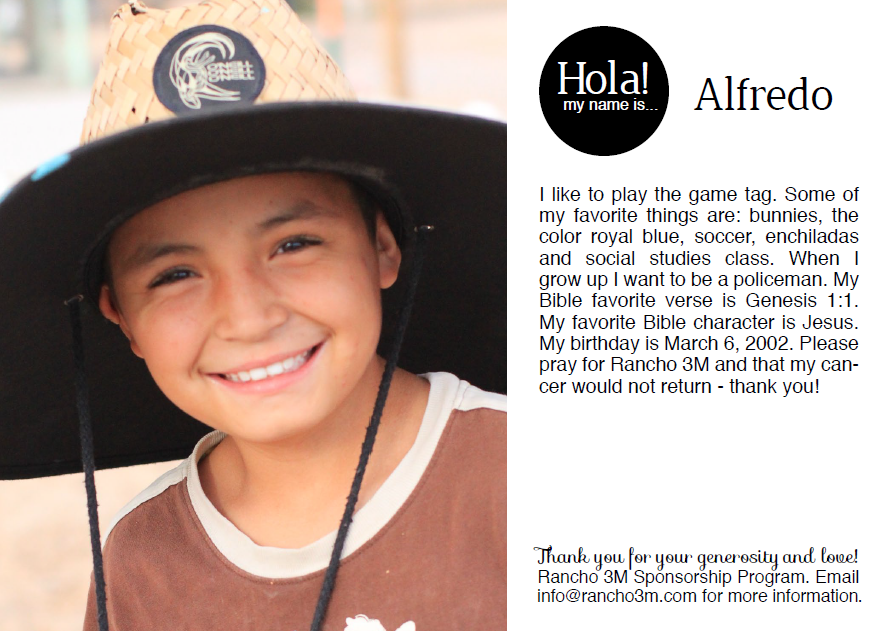 O'NEILL
Hola!
my name is...
Alfredo
I like to play the game tag. Some of
my favorite things are: bunnies, the
color royal blue, soccer, enchiladas
and social studies class. When I
grow up I want to be a policeman. My
Bible favorite verse is Genesis 1:1.
My favorite Bible character is Jesus.
My birthday is March 6, 2002. Please
pray for Rancho 3M and that my can-
cer would not return - thank you!
Thank you for your generosity and love!
Rancho 3M Sponsorship Program. Email
info@rancho3m.com for more information.